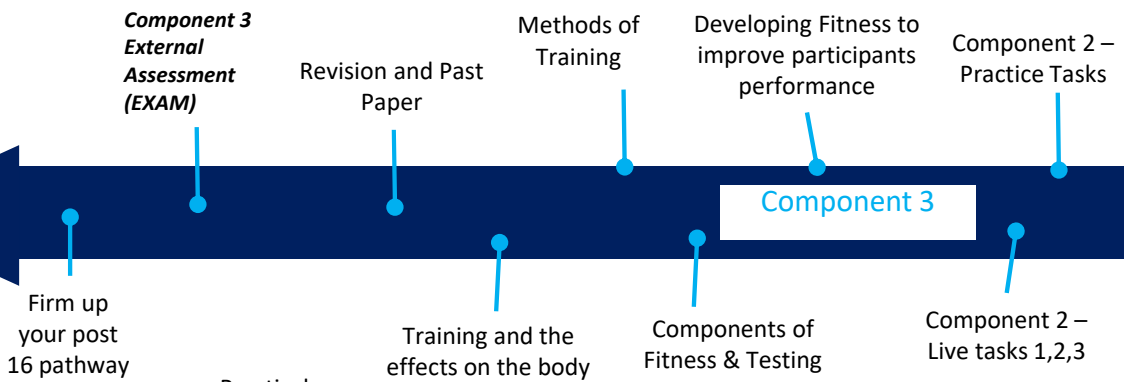 Component 3
External
Assessment
(EXAM)
Revision and Past
Paper
Methods of
Training
Developing Fitness to
improve participants
performance
Component 2 –
Practice Tasks
Component 3
Firm up
your post
16 pathway
Training and the
effects on the body
Components of
Fitness & Testing
Component 2 –
Live tasks 1,2,3